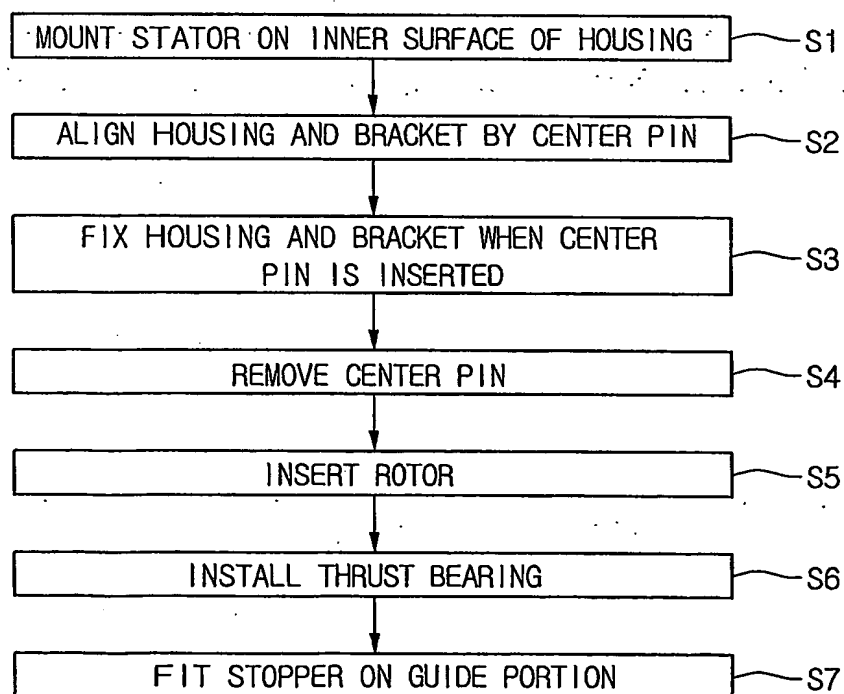 MOUNT STATOR ON INNER SURFACE OF HOUSING S1
ALIGN HOUSING AND BRACKET BY CENTER PIN S2
FIX HOUSING AND BRACKET WHEN CENTER
PIN IS INSERTED S3
REMOVE CENTER PIN S4
INSERT ROTOR S5
INSTALL THRUST BEARING S6
FIT STOPPER ON GUIDE PORTION S7